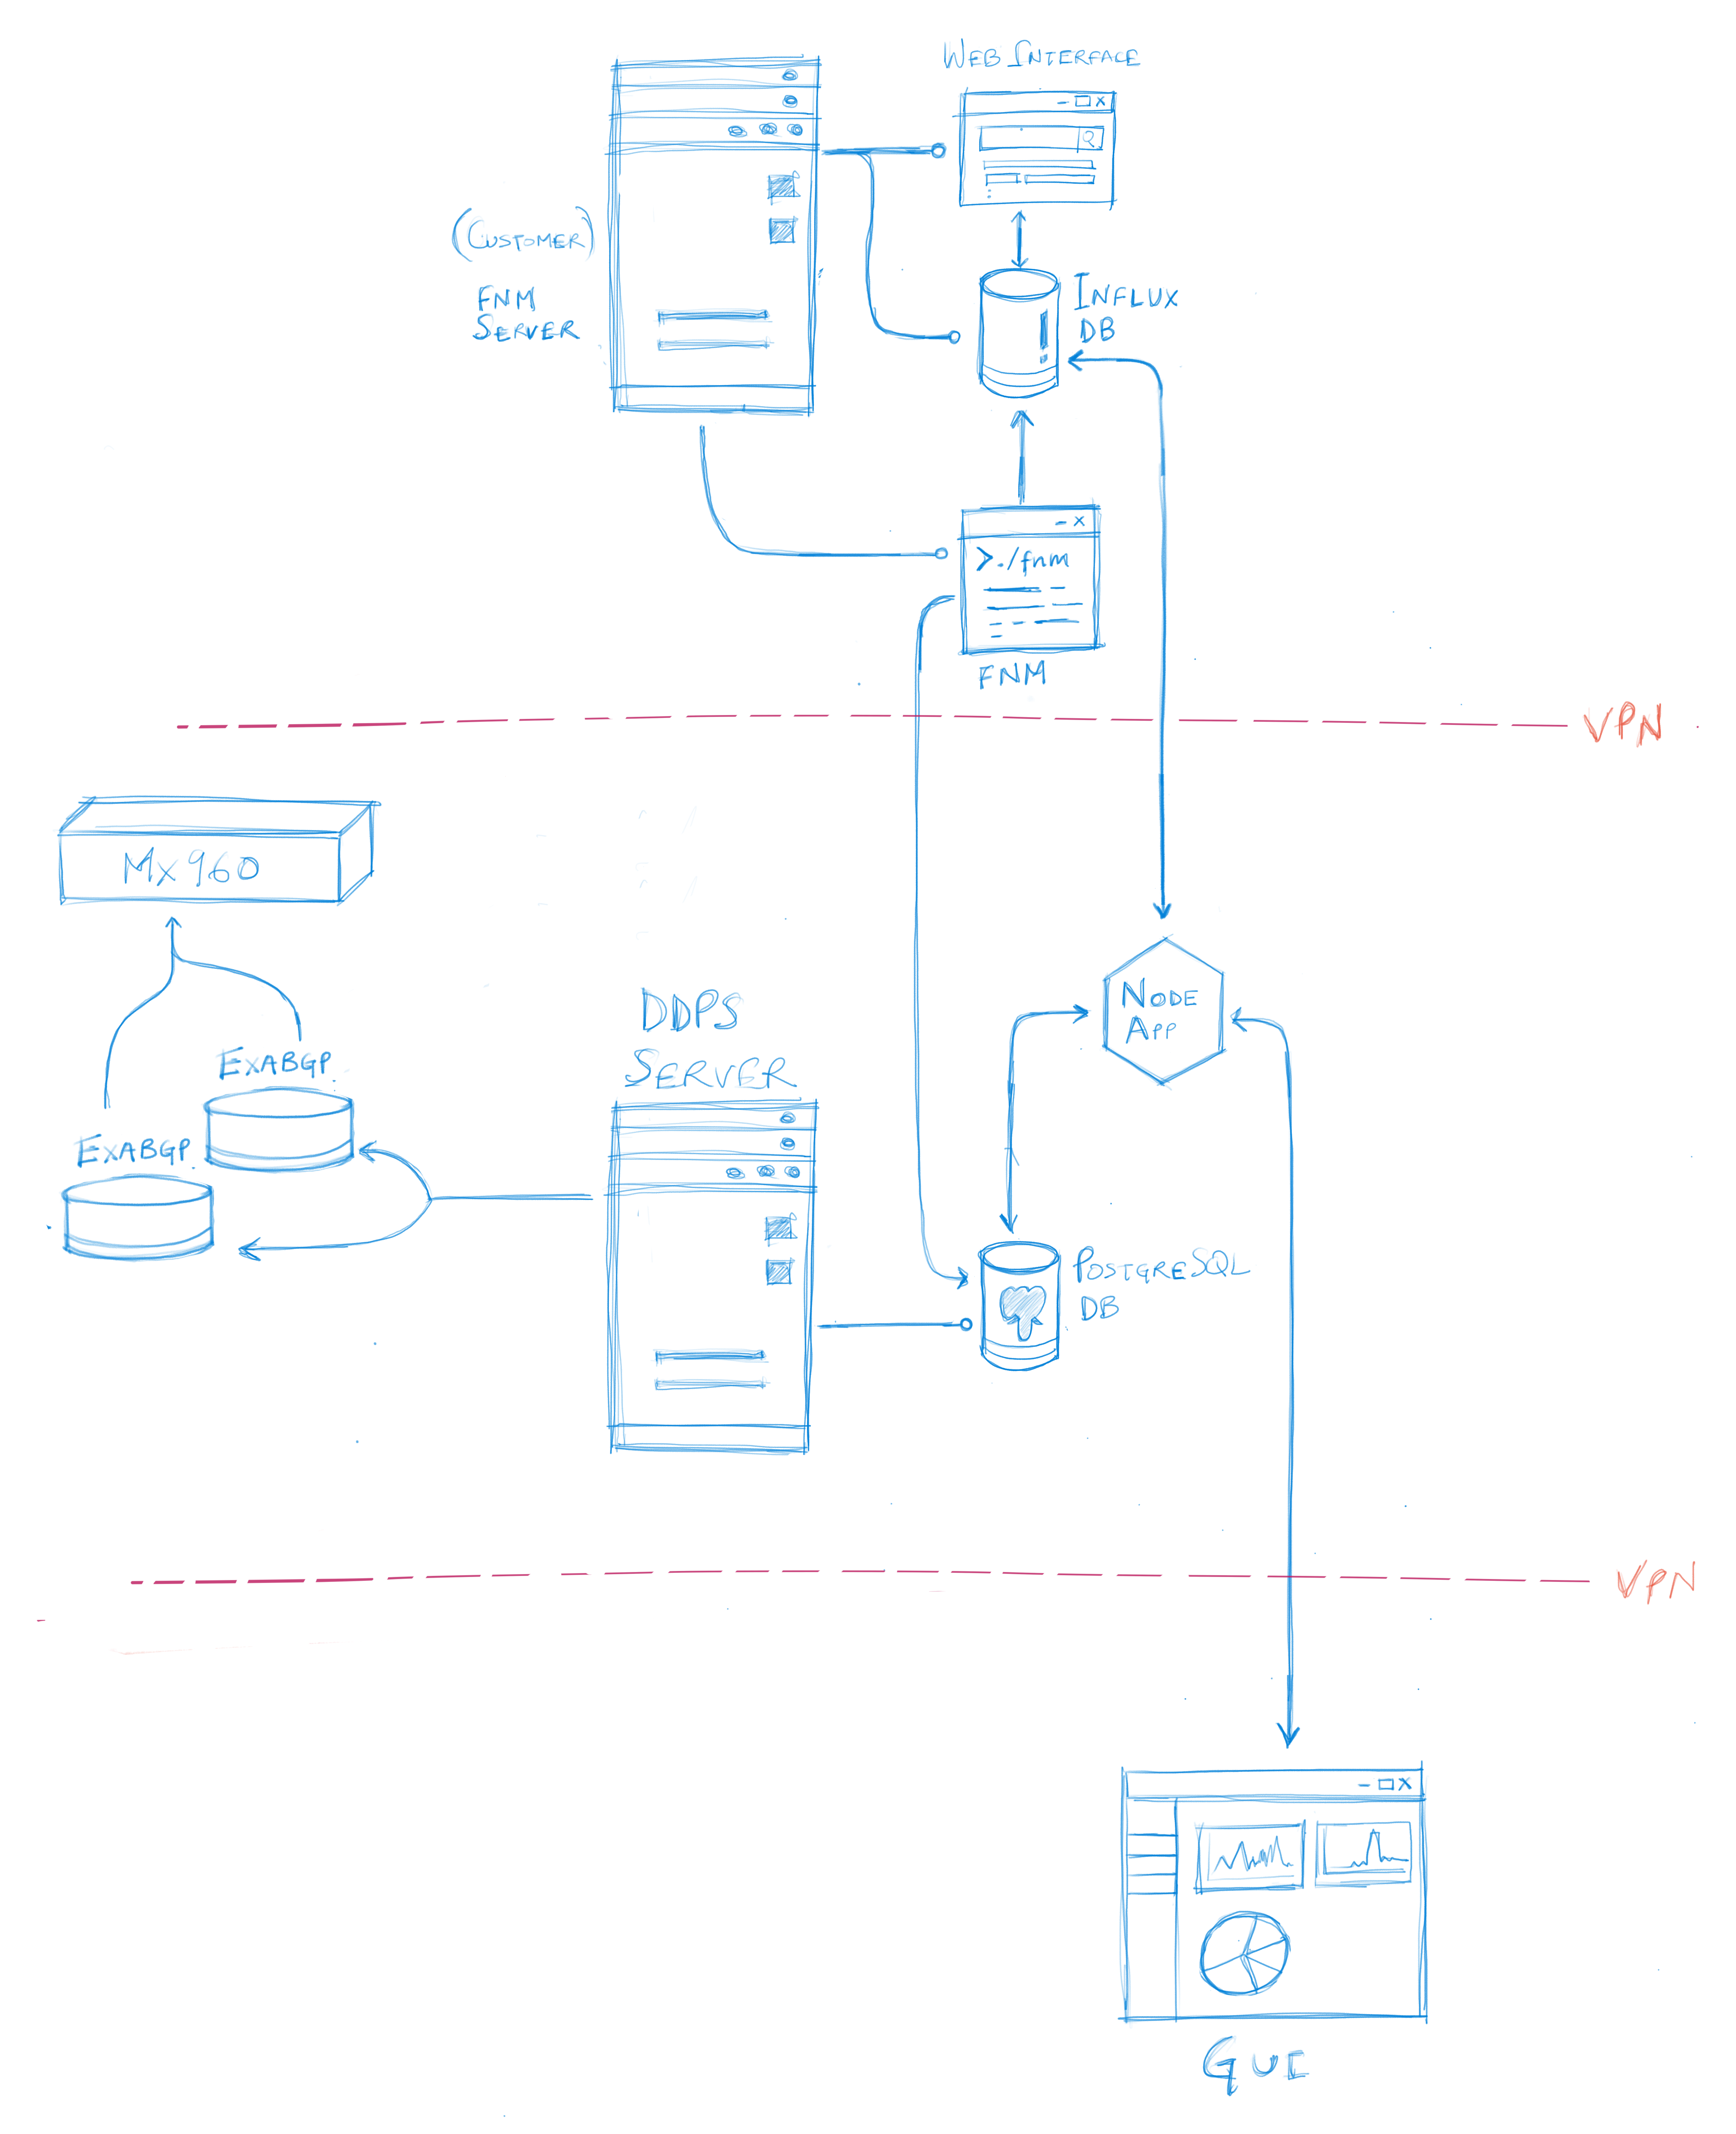 WEB INTERFACE
(CUSTOMER)
FNM
SERVER
INFLUX
DB
>./fnm
FNM
VPN
MX960
NODE
APP
DDPS
SERVER
EXABGP
EXABGP
POSTGRESQL
DB
VPN
GUI